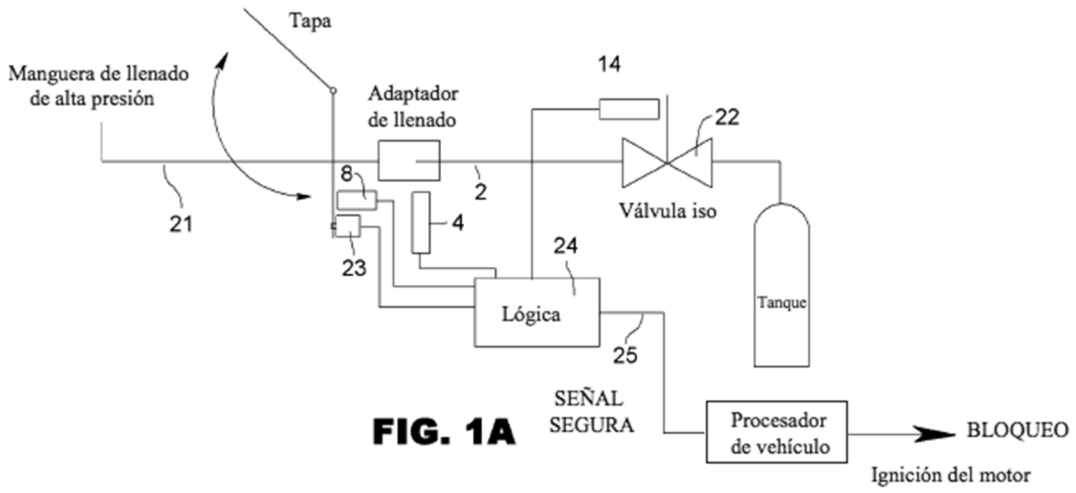 Tapa
14
Manguera de llenado
de alta presión
Adaptador
de llenado
22
8
2
21
4
Válvula iso
23
24
Lógica
Tanque
25
SEÑAL
SEGURA
FIG. 1A
Procesador
de vehículo
BLOQUEO
Ignición del motor